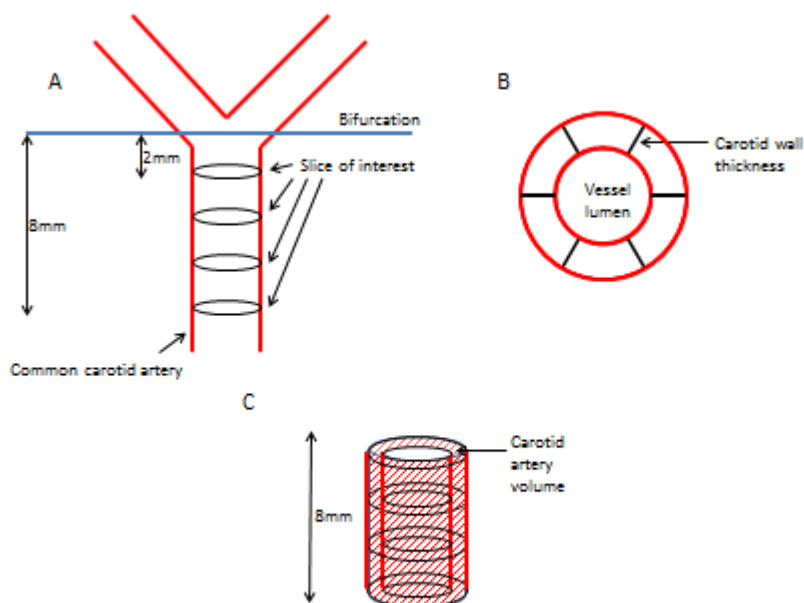 A
Bifurcation
2mm
Slice of interest
8mm
Common carotid artery
B
Carotid wall
thickness
Vessel
lumen
C
Carotid
artery
volume
8mm